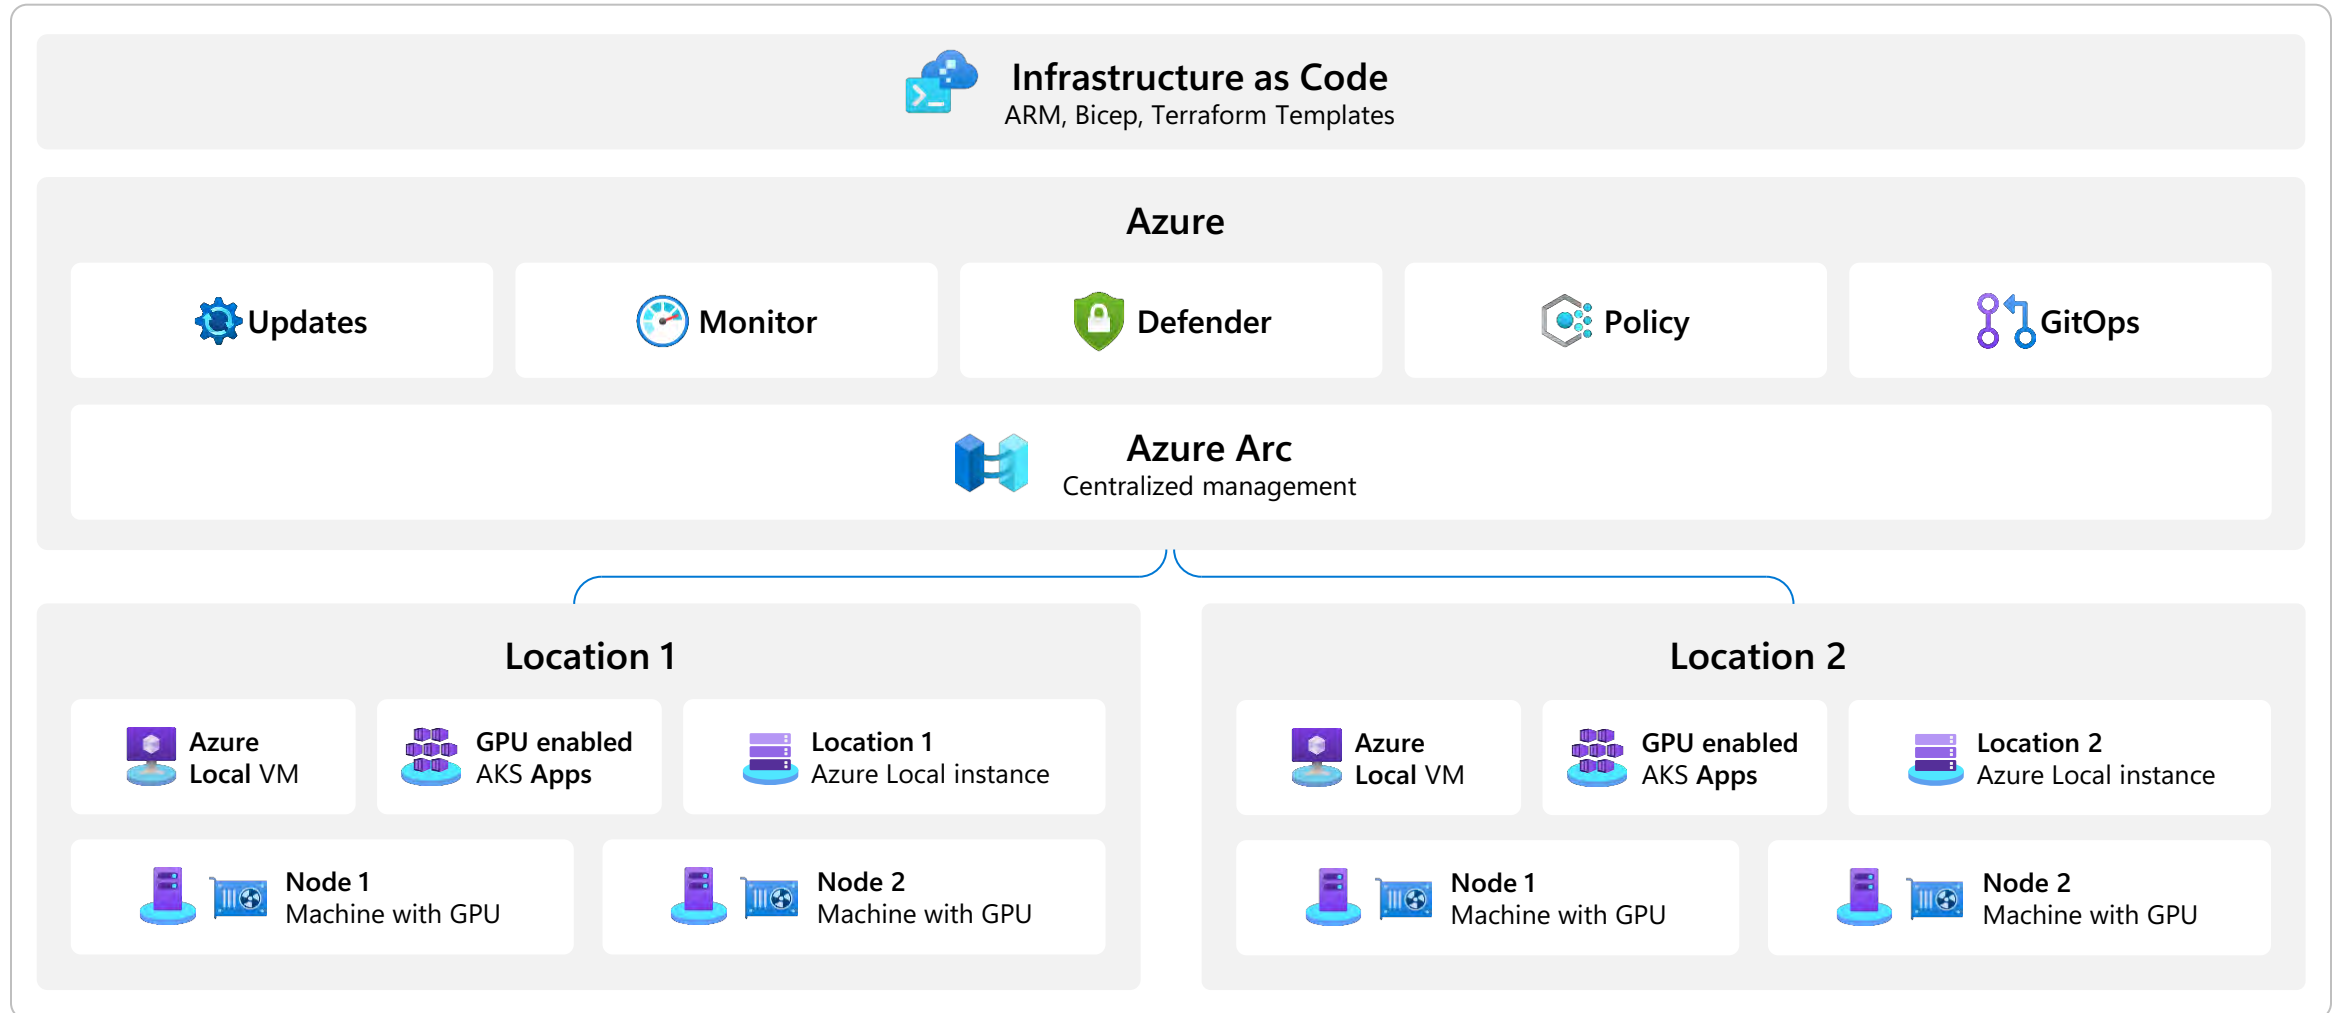 Infrastructure as Code
ARM, Bicep, Terraform Templates
Azure
Updates
Monitor
Defender
Policy
GitOps
Azure Arc
Centralized management
Location 1
Azure
Local VM
GPU enabled
AKS Apps
Location 1
Azure Local instance
Node 1
Machine with GPU
Node 2
Machine with GPU
Location 2
Azure
Local VM
GPU enabled
AKS Apps
Location 2
Azure Local instance
Node 1
Machine with GPU
Node 2
Machine with GPU